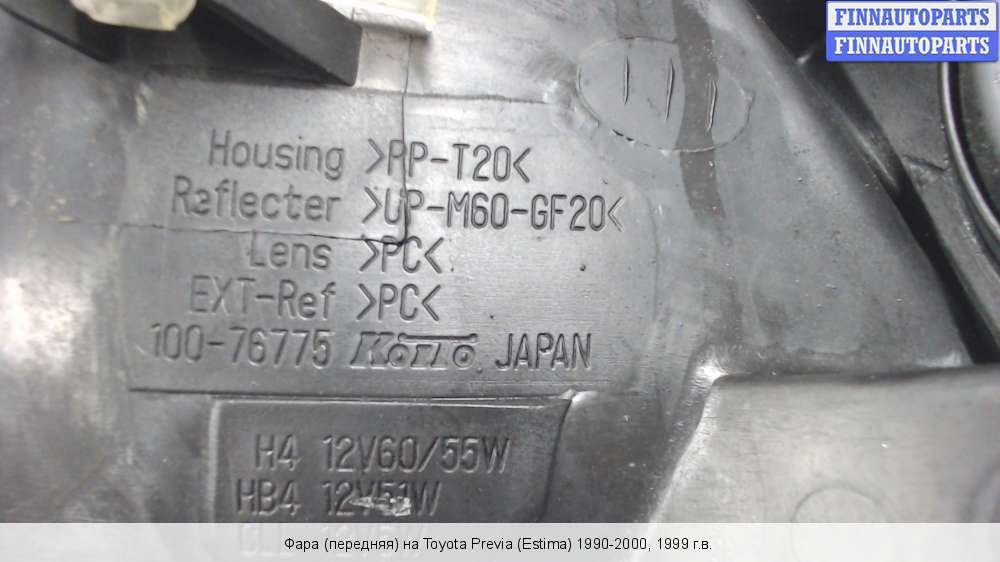 FINNAUTOPARTS
FINNAUTOPARTS
Housing >PP-T20<
Raflecter >UP-M60-GF20<
Lens >PC<
EXT-Ref >PC<
100-76775 Koito. JAPAN
H4 12V60/55W
HB4 12V51W
Фара (передняя) на Toyota Previa (Estima) 1990-2000, 1999 г.в.